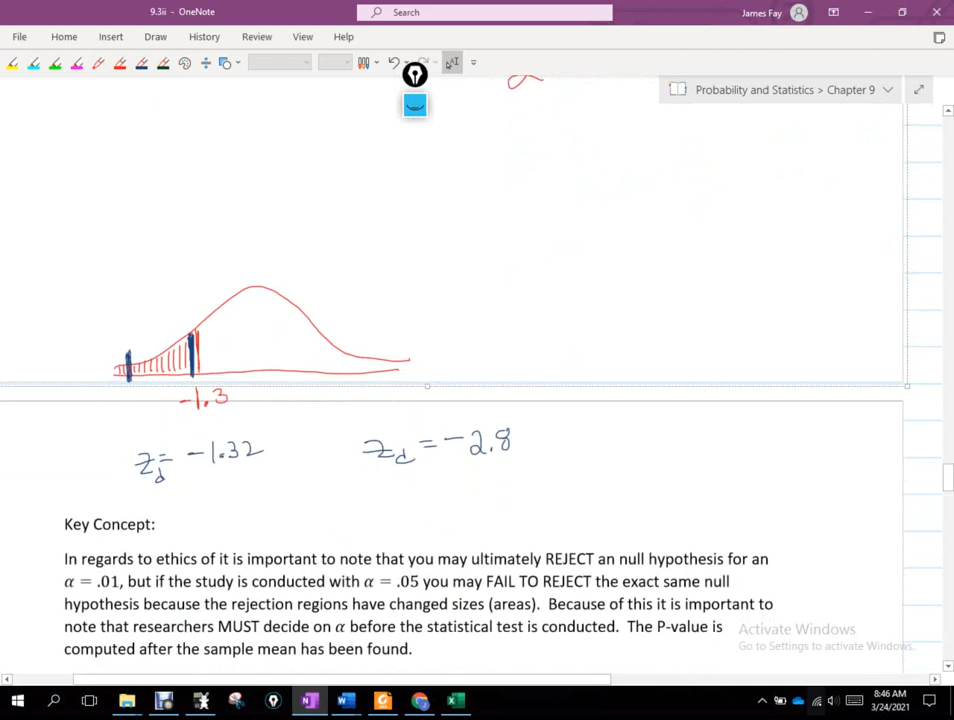 9.3ii - OneNote
Search
James Fay
File Home Insert Draw History Review View Help
Probability and Statistics > Chapter 9
-1.3
zd = -1.32
zd = -2.8
Key Concept:
In regards to ethics of it is important to note that you may ultimately REJECT an null hypothesis for an
α = .01, but if the study is conducted with α = .05 you may FAIL TO REJECT the exact same null
hypothesis because the rejection regions have changed sizes (areas). Because of this it is important to
note that researchers MUST decide on α before the statistical test is conducted. The P-value is
computed after the sample mean has been found.
Activate Windows
Go to Settings to activate Windows.
8:46 AM
3/24/2021